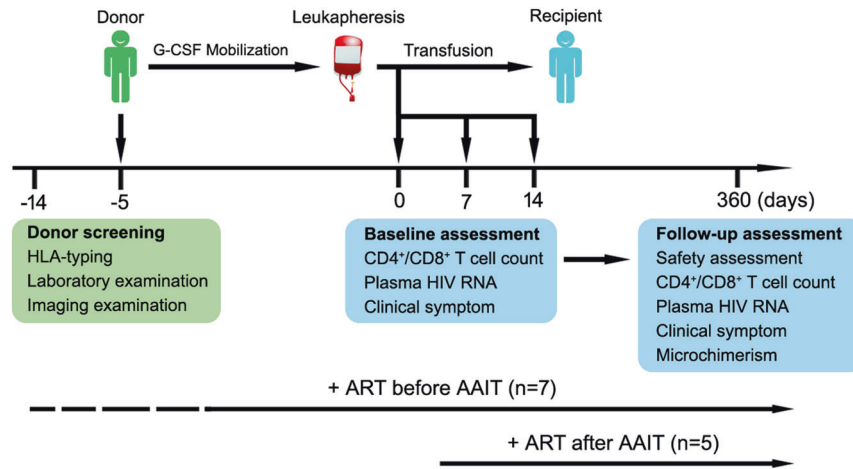 Donor
Leukapheresis
Recipient
G-CSF Mobilization
Transfusion
-14
-5
0
7
14
360 (days)
Donor screening
HLA-typing
Laboratory examination
Imaging examination
Baseline assessment
CD4⁺/CD8⁺ T cell count
Plasma HIV RNA
Clinical symptom
Follow-up assessment
Safety assessment
CD4⁺/CD8⁺ T cell count
Plasma HIV RNA
Clinical symptom
Microchimerism
+ ART before AAIT (n=7)
+ ART after AAIT (n=5)